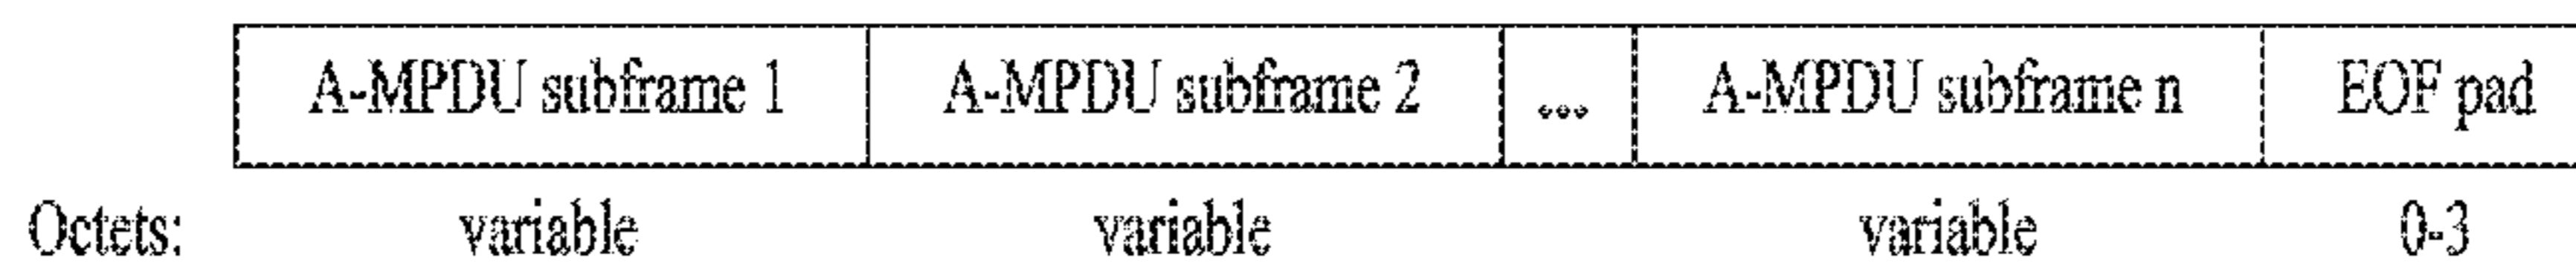 A-MPDU subframe 1 A-MPDU subframe 2 ... A-MPDU subframe n EOF pad
Octets: variable variable variable 0-3